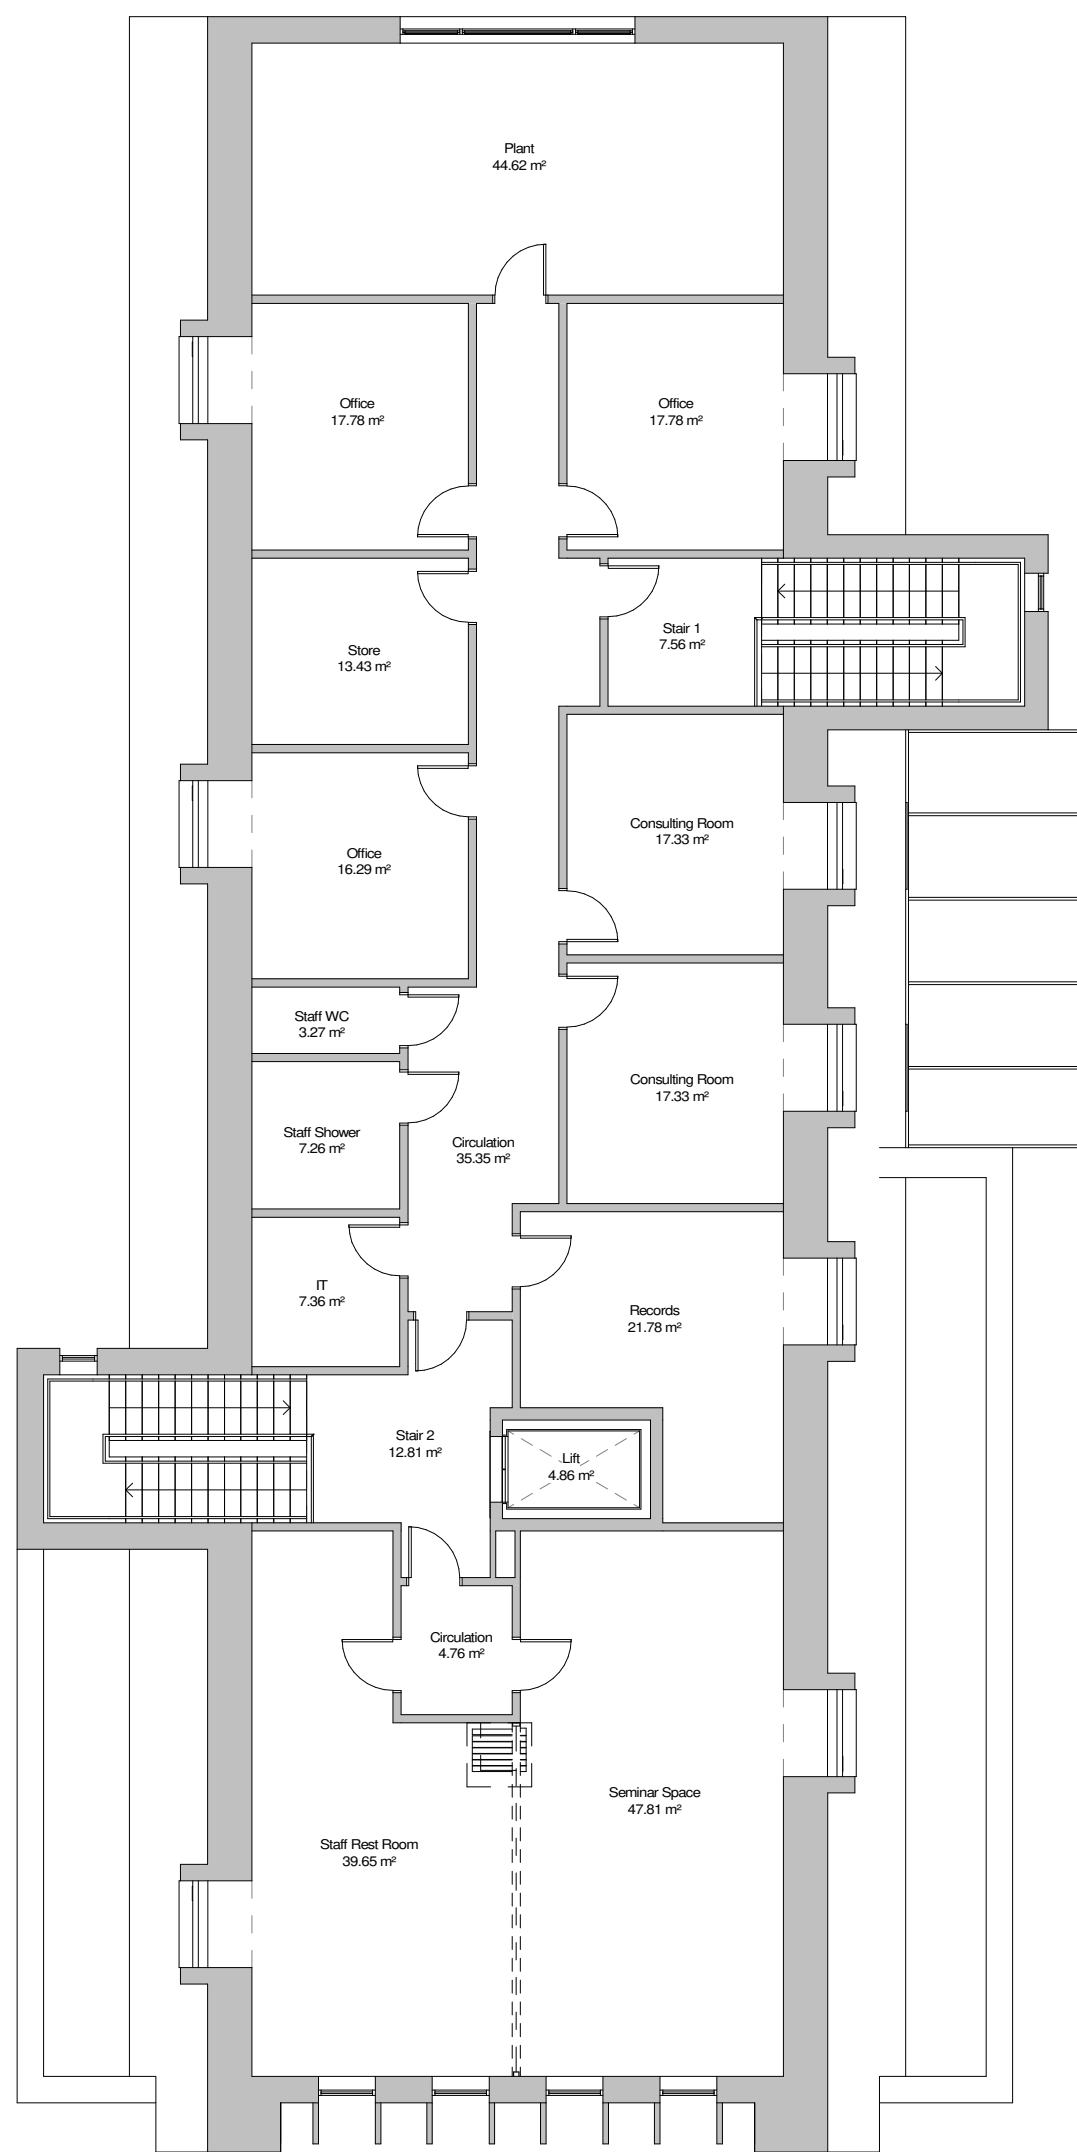 Plant
44.62 m²
Office
17.78 m²
Office
17.78 m²
Stair 1
7.56 m²
Store
13.43 m²
Consulting Room
17.33 m²
Office
16.29 m²
Staff WC
3.27 m²
Consulting Room
17.33 m²
Staff Shower
7.26 m²
Circulation
35.35 m²
IT
7.36 m²
Records
21.78 m²
Stair 2
12.81 m²
Lift
4.86 m²
Circulation
4.76 m²
Seminar Space
47.81 m²
Staff Rest Room
39.65 m²